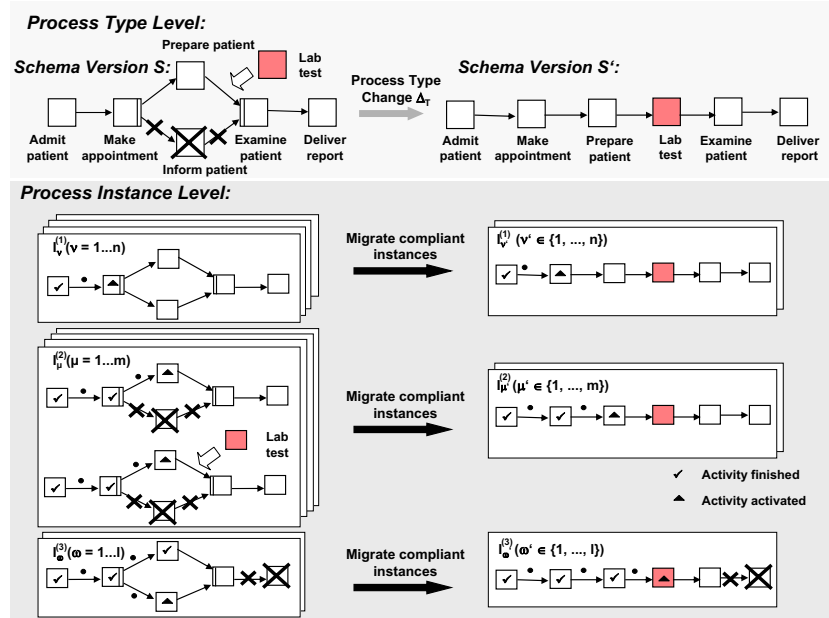 Process Type Level:
Prepare patient
Lab
test
Schema Version S:
Process Type
Change ΔT
Schema Version S':
Admit
patient
Make
appointment
Inform patient
Examine
patient
Deliver
report
Admit
patient
Make
appointment
Prepare
patient
Lab
test
Examine
patient
Deliver
report
Process Instance Level:
I(1)ν (ν = 1...n)
Migrate compliant
instances
I(1)ν' (ν' ∈ {1, ..., n})
I(2)μ (μ = 1...m)
Migrate compliant
instances
I(2)μ' (μ' ∈ {1, ..., m})
Lab
test
Activity finished
Activity activated
I(3)ω (ω = 1...l)
Migrate compliant
instances
I(3)ω' (ω' ∈ {1, ..., l})